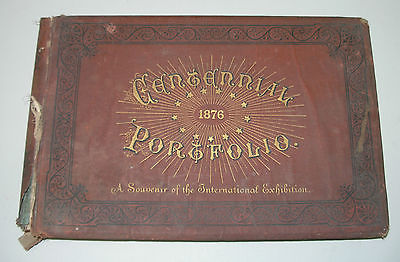 CENTENNIAL
1876
PORTFOLIO.
A Souvenir of the International Exhibition.